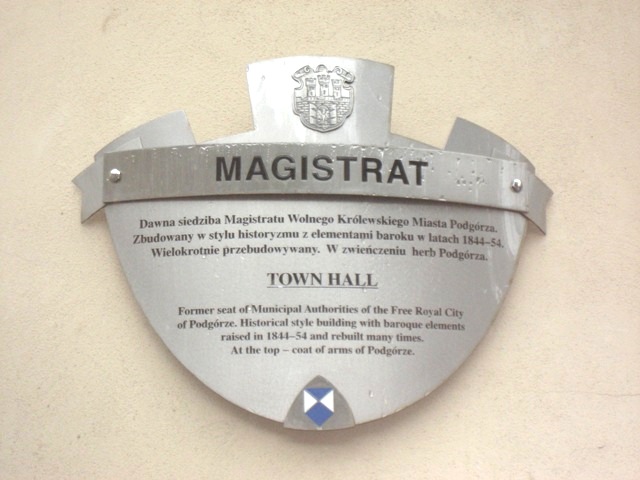 MAGISTRAT
Dawna siedziba Magistratu Wolnego Królewskiego Miasta Podgórza.
Zbudowany w stylu historyzmu z elementami baroku w latach 1844–54.
Wielokrotnie przebudowywany. W zwieńczeniu herb Podgórza.
TOWN HALL
Former seat of Municipal Authorities of the Free Royal City
of Podgórze. Historical style building with baroque elements
raised in 1844–54 and rebuilt many times.
At the top – coat of arms of Podgórze.